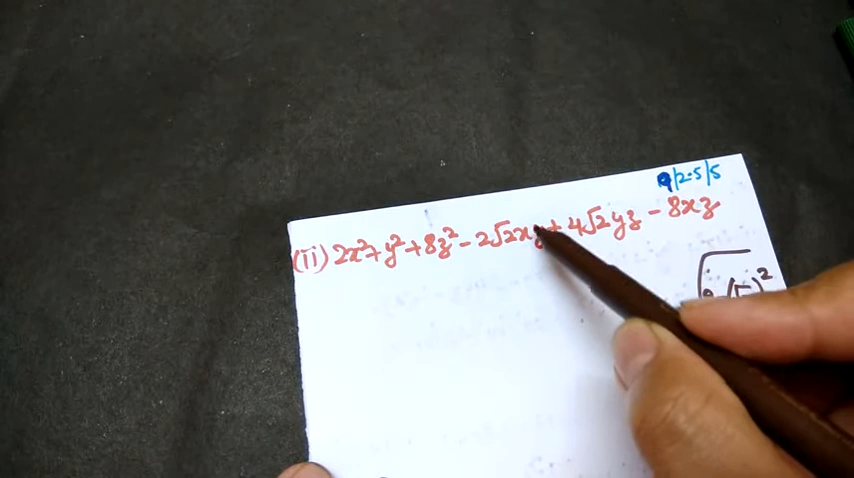 9/2.5/5
(ii) 2x²+y²+8z² - 2√2xy + 4√2yz - 8xz